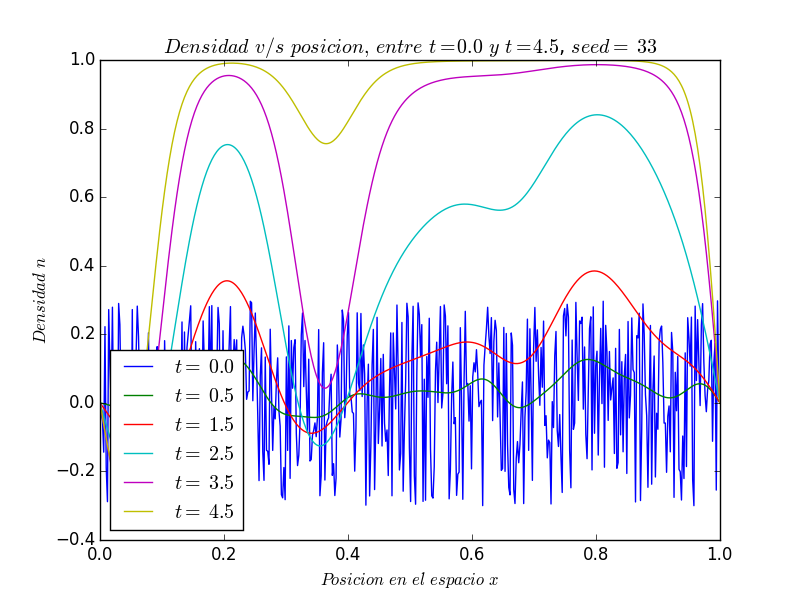 Densidad v/s posicion, entre t=0.0 y t=4.5, seed= 33
1.0
0.8
0.6
0.4
0.2
0.0
−0.2
−0.4
Densidad n
t= 0.0
t= 0.5
t= 1.5
t= 2.5
t= 3.5
t= 4.5
0.0 0.2 0.4 0.6 0.8 1.0
Posicion en el espacio x